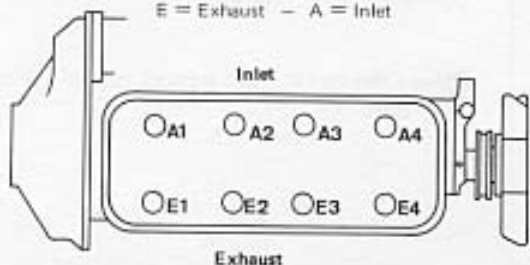 E = Exhaust – A = Inlet
Inlet
A1 A2 A3 A4
E1 E2 E3 E4
Exhaust